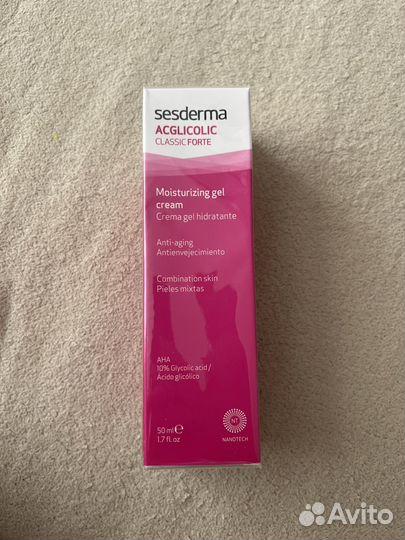 sesderma
ACGLICOLIC
CLASSIC FORTE
Moisturizing gel
cream
Crema gel hidratante
Anti-aging
Antienvejecimiento
Combination skin
Pieles mixtas
AHA
10% Glycolic acid /
Ácido glicólico
50 ml ℮
1.7 fl. oz
NT
NANOTECH
Avito